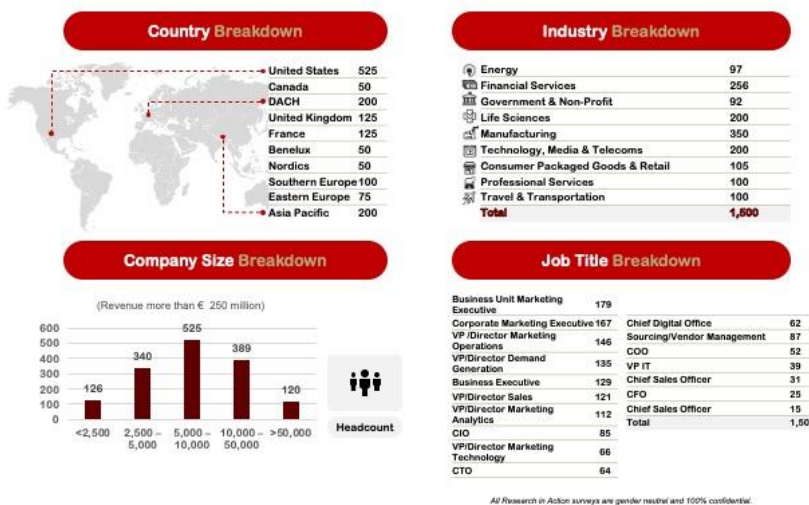 Country Breakdown
United States 525
Canada 50
DACH 200
United Kingdom 125
France 125
Benelux 50
Nordics 50
Southern Europe 100
Eastern Europe 75
Asia Pacific 200
Industry Breakdown
Energy 97
Financial Services 256
Government & Non-Profit 92
Life Sciences 200
Manufacturing 350
Technology, Media & Telecoms 200
Consumer Packaged Goods & Retail 105
Professional Services 100
Travel & Transportation 100
Total 1,500
Company Size Breakdown
(Revenue more than € 250 million)
600
500
400
300
200
100
0
126
340
525
389
120
<2,500
2,500 –
5,000
5,000 –
10,000
10,000 –
50,000
>50,000
Headcount
Job Title Breakdown
Business Unit Marketing
Executive 179
Corporate Marketing Executive 167
VP /Director Marketing
Operations 146
VP/Director Demand
Generation 135
Business Executive 129
VP/Director Sales 121
VP/Director Marketing
Analytics 112
CIO 85
VP/Director Marketing
Technology 66
CTO 64
Chief Digital Office 62
Sourcing/Vendor Management 87
COO 52
VP IT 39
Chief Sales Officer 31
CFO 25
Chief Sales Officer 15
Total 1,50
All Research in Action surveys are gender neutral and 100% confidential.